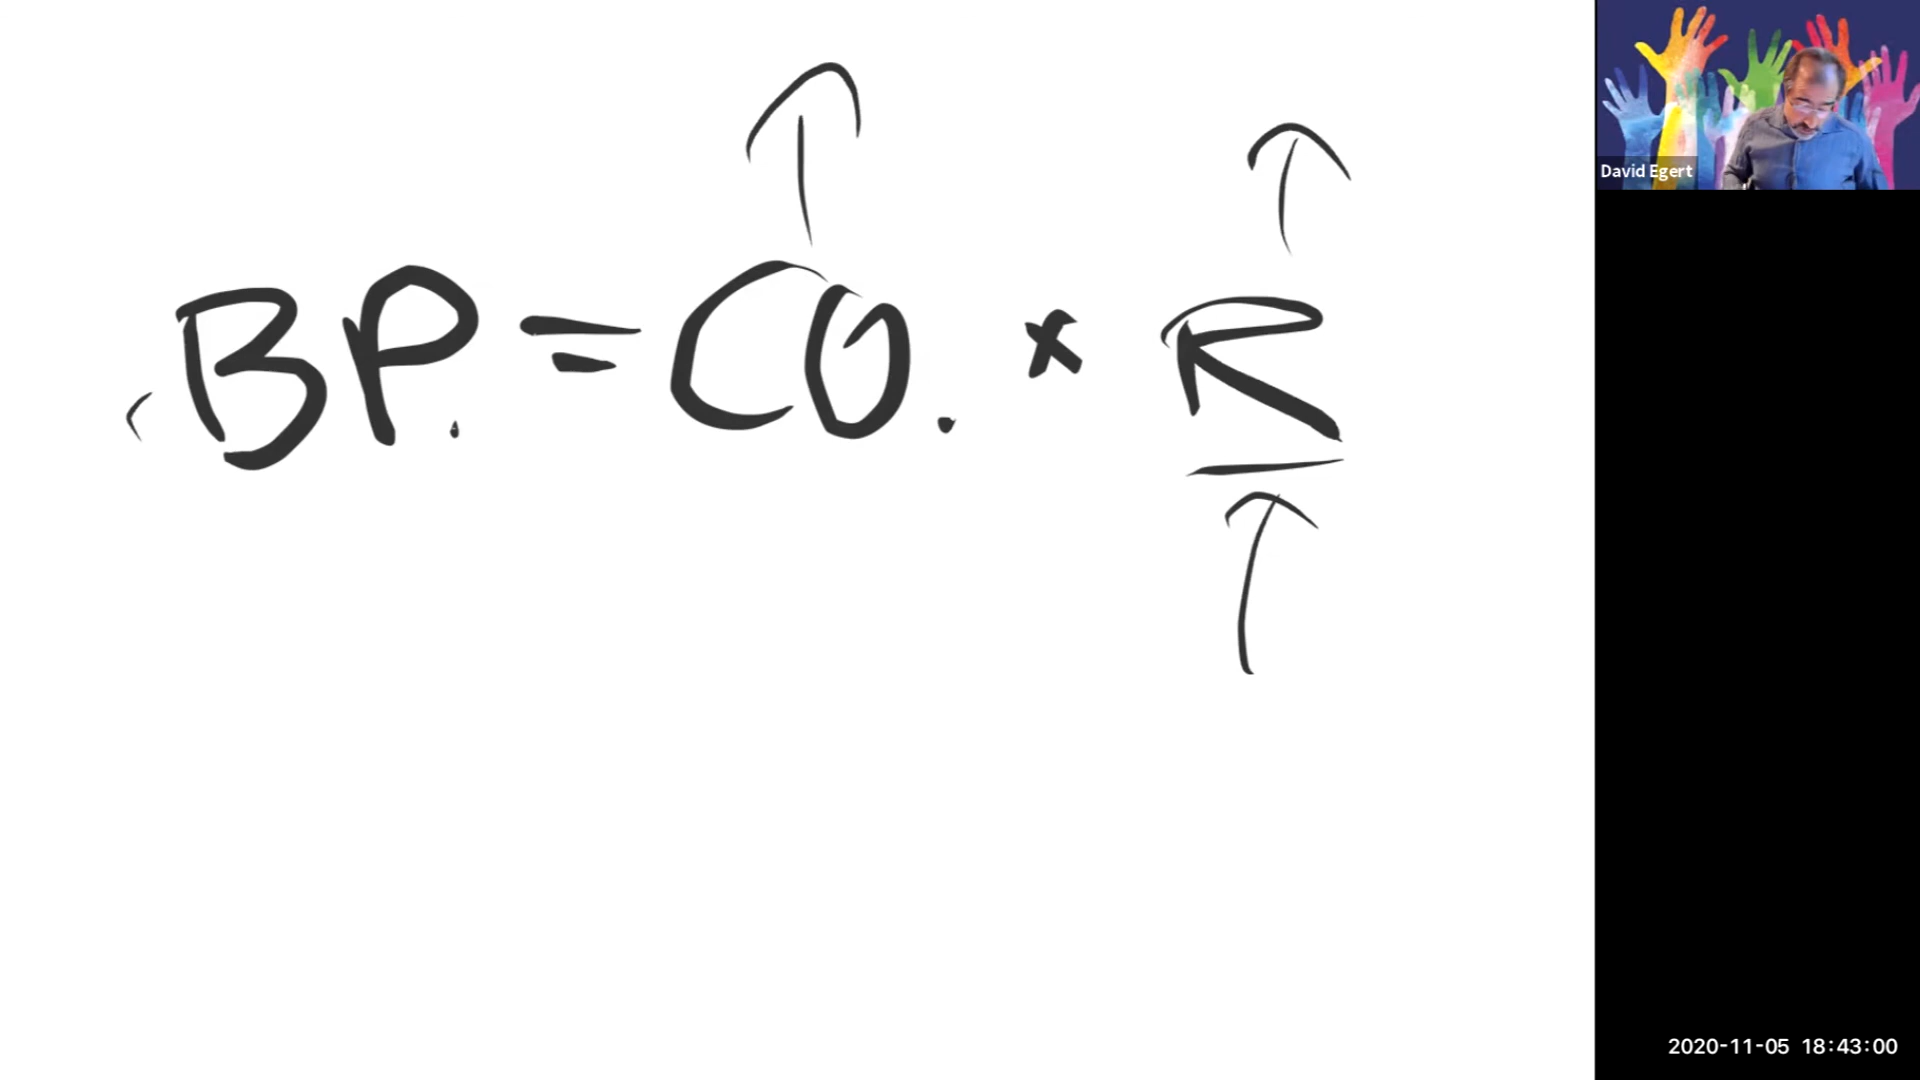 BP. = CO. × R
David Egert
2020-11-05 18:43:00